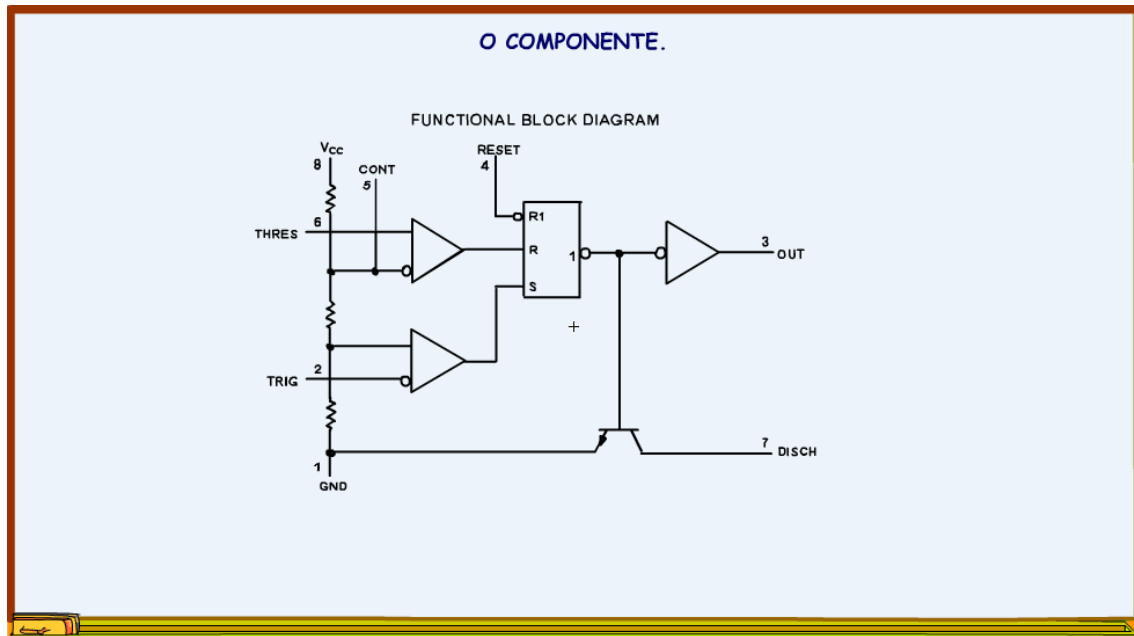 O COMPONENTE.
FUNCTIONAL BLOCK DIAGRAM
VCC
8
CONT
5
RESET
4
THRES
6
R1
R
1
S
3
OUT
TRIG
2
7
DISCH
1
GND